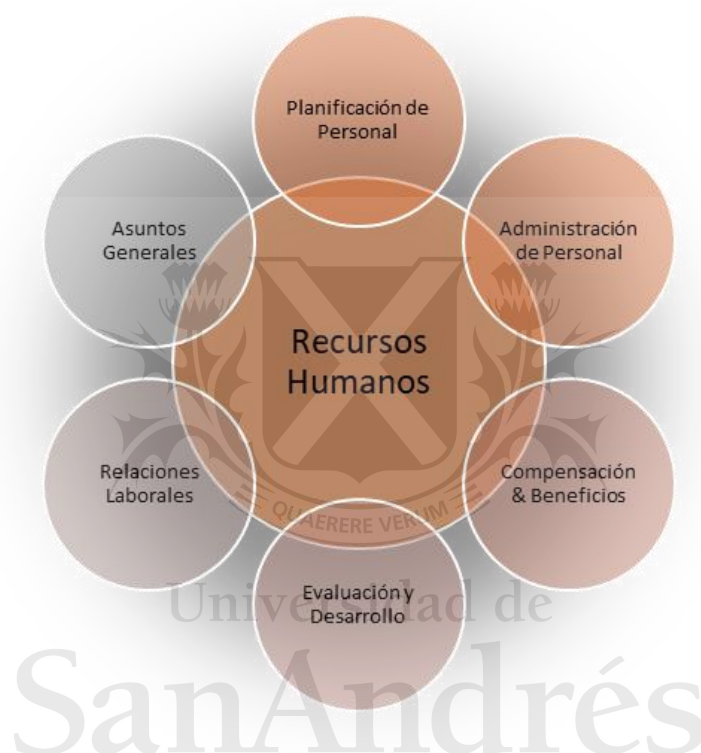 Planificación de
Personal
Asuntos
Generales
Administración
de Personal
Recursos
Humanos
Relaciones
Laborales
Compensación
& Beneficios
QUAERERE VERUM
Evaluación y
Desarrollo
Universidad de
SanAndrés